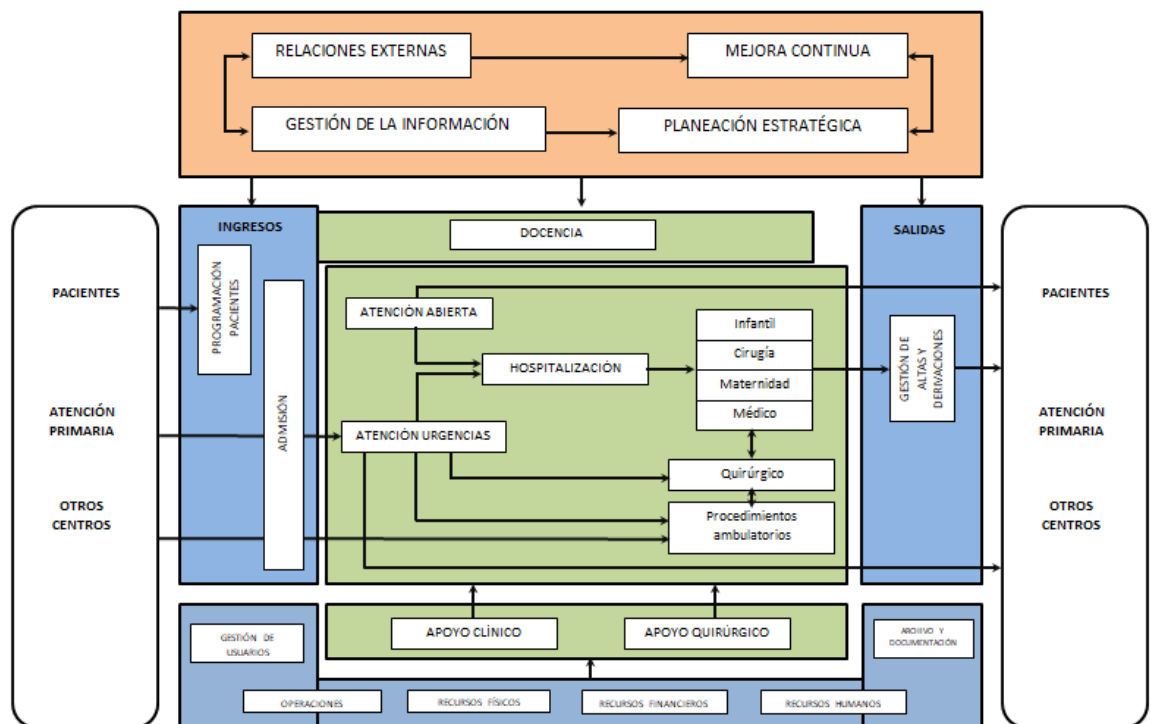 RELACIONES EXTERNAS
MEJORA CONTINUA
GESTIÓN DE LA INFORMACIÓN
PLANEACIÓN ESTRATÉGICA
PACIENTES
ATENCIÓN
PRIMARIA
OTROS
CENTROS
INGRESOS
PROGRAMACIÓN
PACIENTES
ADMISIÓN
DOCENCIA
ATENCIÓN ABIERTA
HOSPITALIZACIÓN
ATENCIÓN URGENCIAS
Infantil
Cirugía
Maternidad
Médico
Quirúrgico
Procedimientos
ambulatorios
SALIDAS
GESTIÓN DE
ALTAS Y
DERIVACIONES
PACIENTES
ATENCIÓN
PRIMARIA
OTROS
CENTROS
GESTIÓN DE
USUARIOS
APOYO CLÍNICO
APOYO QUIRÚRGICO
ARCHIVO Y
DOCUMENTACIÓN
OPERACIONES
RECURSOS FÍSICOS
RECURSOS FINANCIEROS
RECURSOS HUMANOS